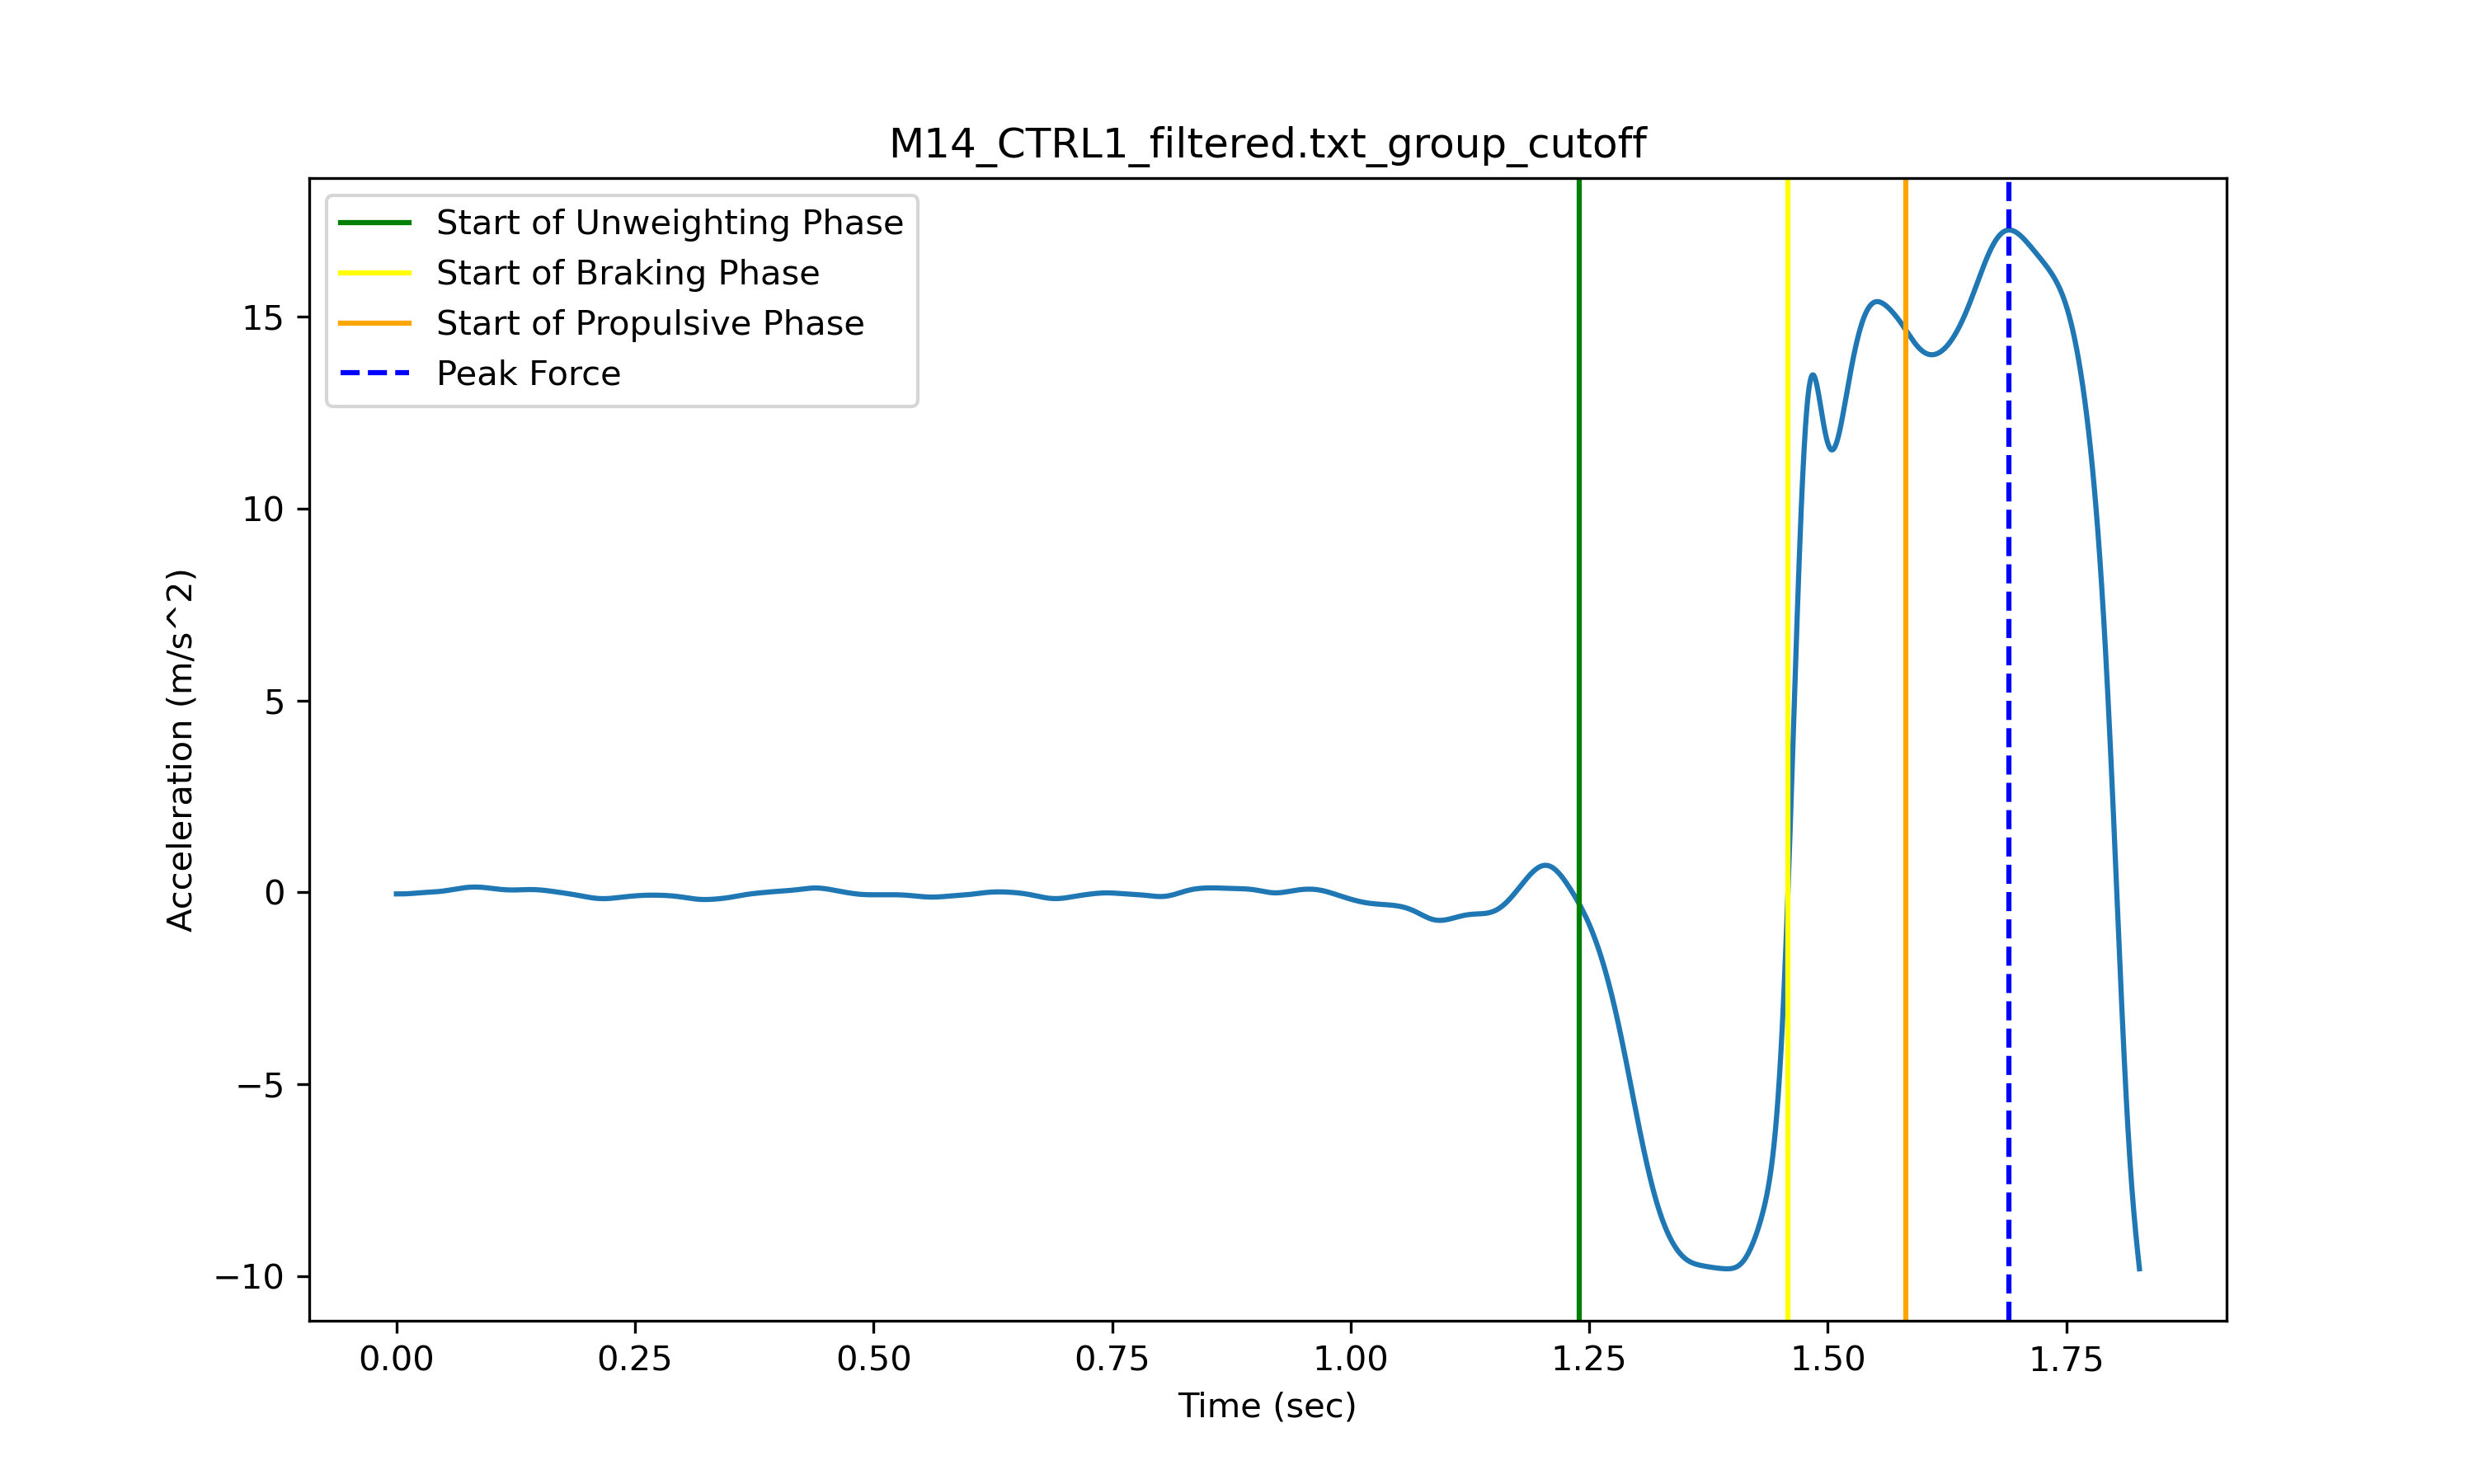 M14_CTRL1_filtered.txt_group_cutoff
Start of Unweighting Phase
Start of Braking Phase
Start of Propulsive Phase
Peak Force
Acceleration (m/s^2)
15
10
5
0
−5
−10
0.00 0.25 0.50 0.75 1.00 1.25 1.50 1.75
Time (sec)